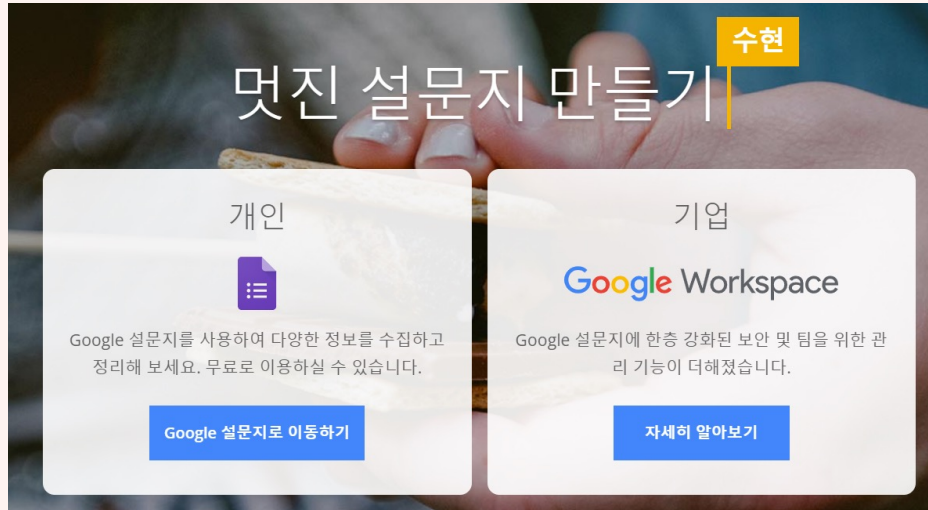 수현
멋진 설문지 만들기
개인
Google 설문지를 사용하여 다양한 정보를 수집하고
정리해 보세요. 무료로 이용하실 수 있습니다.
Google 설문지로 이동하기
기업
Google Workspace
Google 설문지에 한층 강화된 보안 및 팀을 위한 관
리 기능이 더해졌습니다.
자세히 알아보기